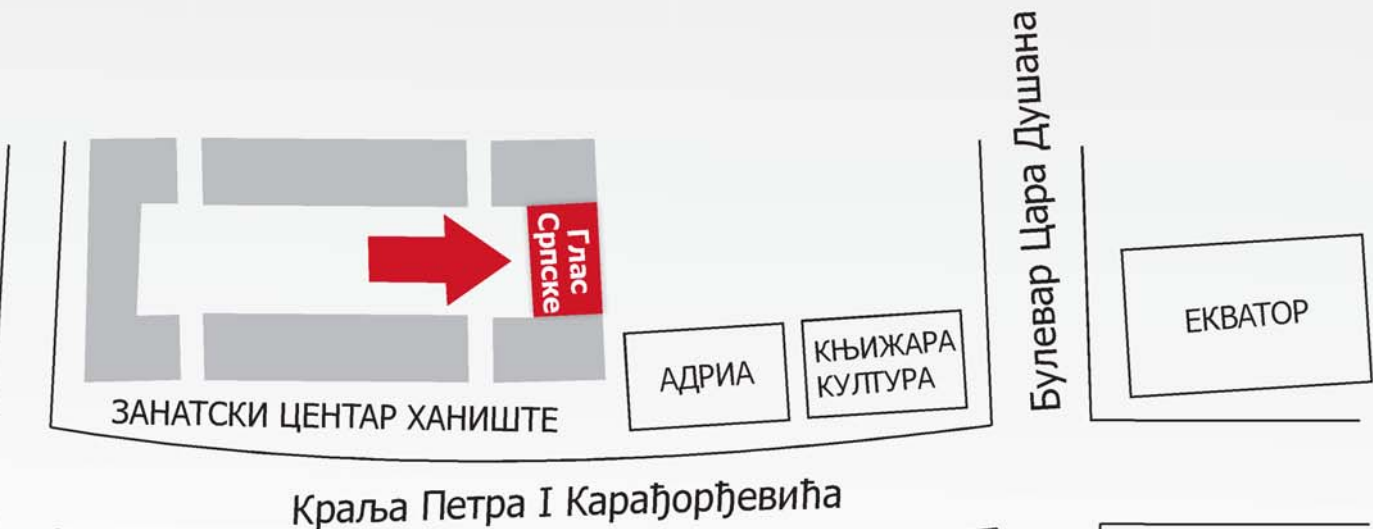 Глас
Српске
ЗАНАТСКИ ЦЕНТАР ХАНИШТЕ
АДРИА
КЊИЖАРА
КУЛТУРА
Булевар Цара Душана
ЕКВАТОР
Краља Петра I Карађорђевића